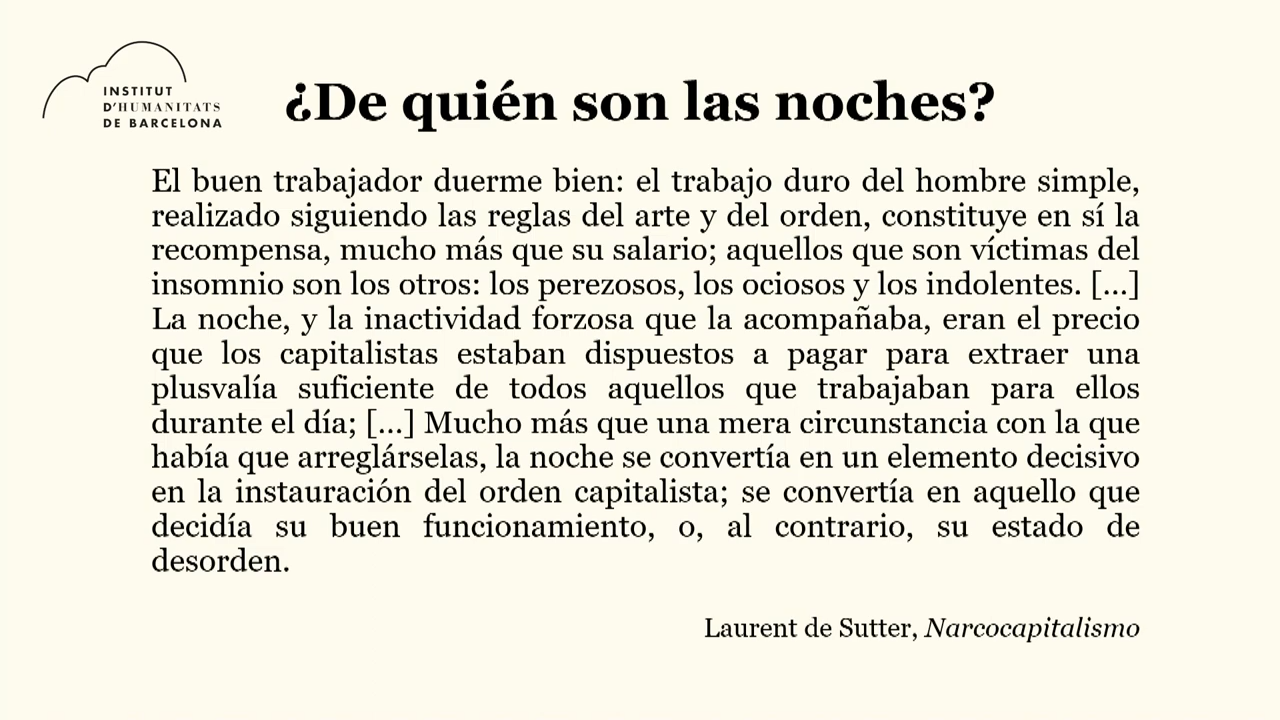 INSTITUT
D'HUMANITATS
DE BARCELONA
¿De quién son las noches?
El buen trabajador duerme bien: el trabajo duro del hombre simple,
realizado siguiendo las reglas del arte y del orden, constituye en sí la
recompensa, mucho más que su salario; aquellos que son víctimas del
insomnio son los otros: los perezosos, los ociosos y los indolentes. [...]
La noche, y la inactividad forzosa que la acompañaba, eran el precio
que los capitalistas estaban dispuestos a pagar para extraer una
plusvalía suficiente de todos aquellos que trabajaban para ellos
durante el día; [...] Mucho más que una mera circunstancia con la que
había que arreglárselas, la noche se convertía en un elemento decisivo
en la instauración del orden capitalista; se convertía en aquello que
decidía su buen funcionamiento, o, al contrario, su estado de
desorden.
Laurent de Sutter, Narcocapitalismo